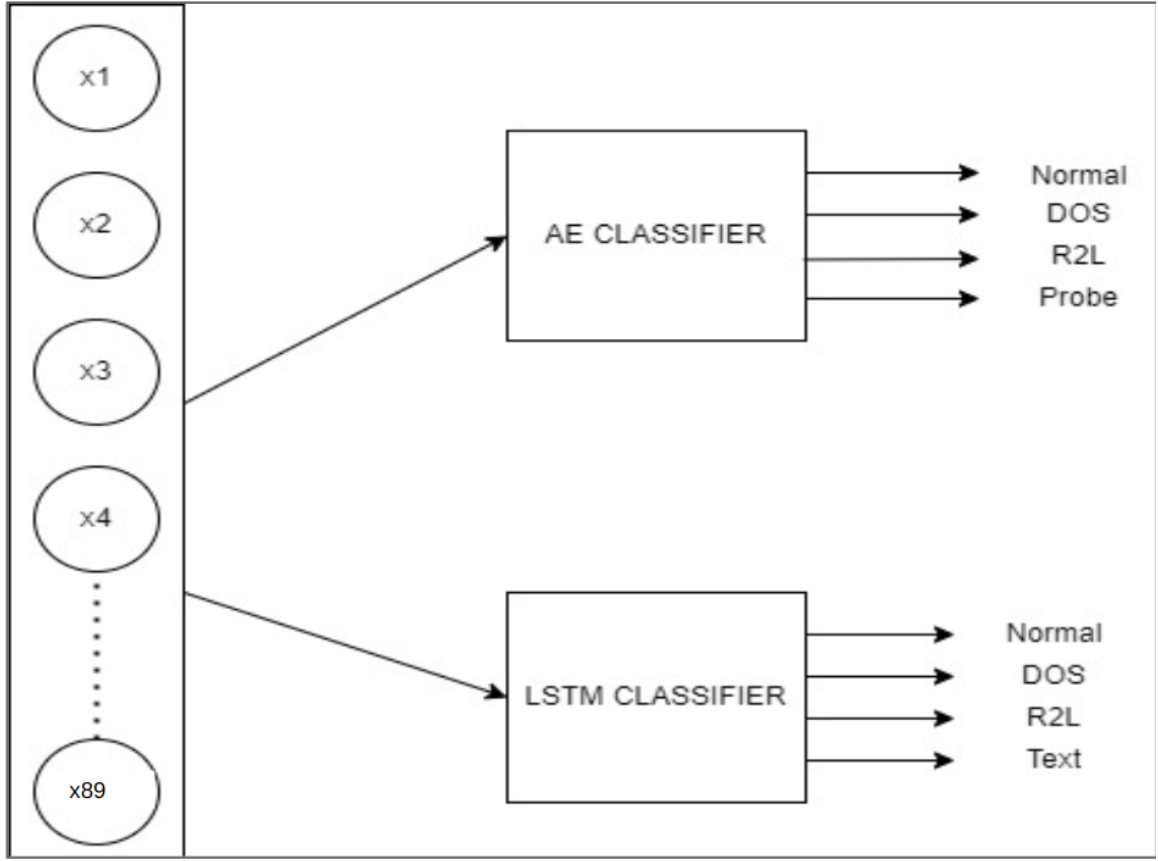 x1
x2
x3
x4
x89
AE CLASSIFIER
Normal
DOS
R2L
Probe
LSTM CLASSIFIER
Normal
DOS
R2L
Text